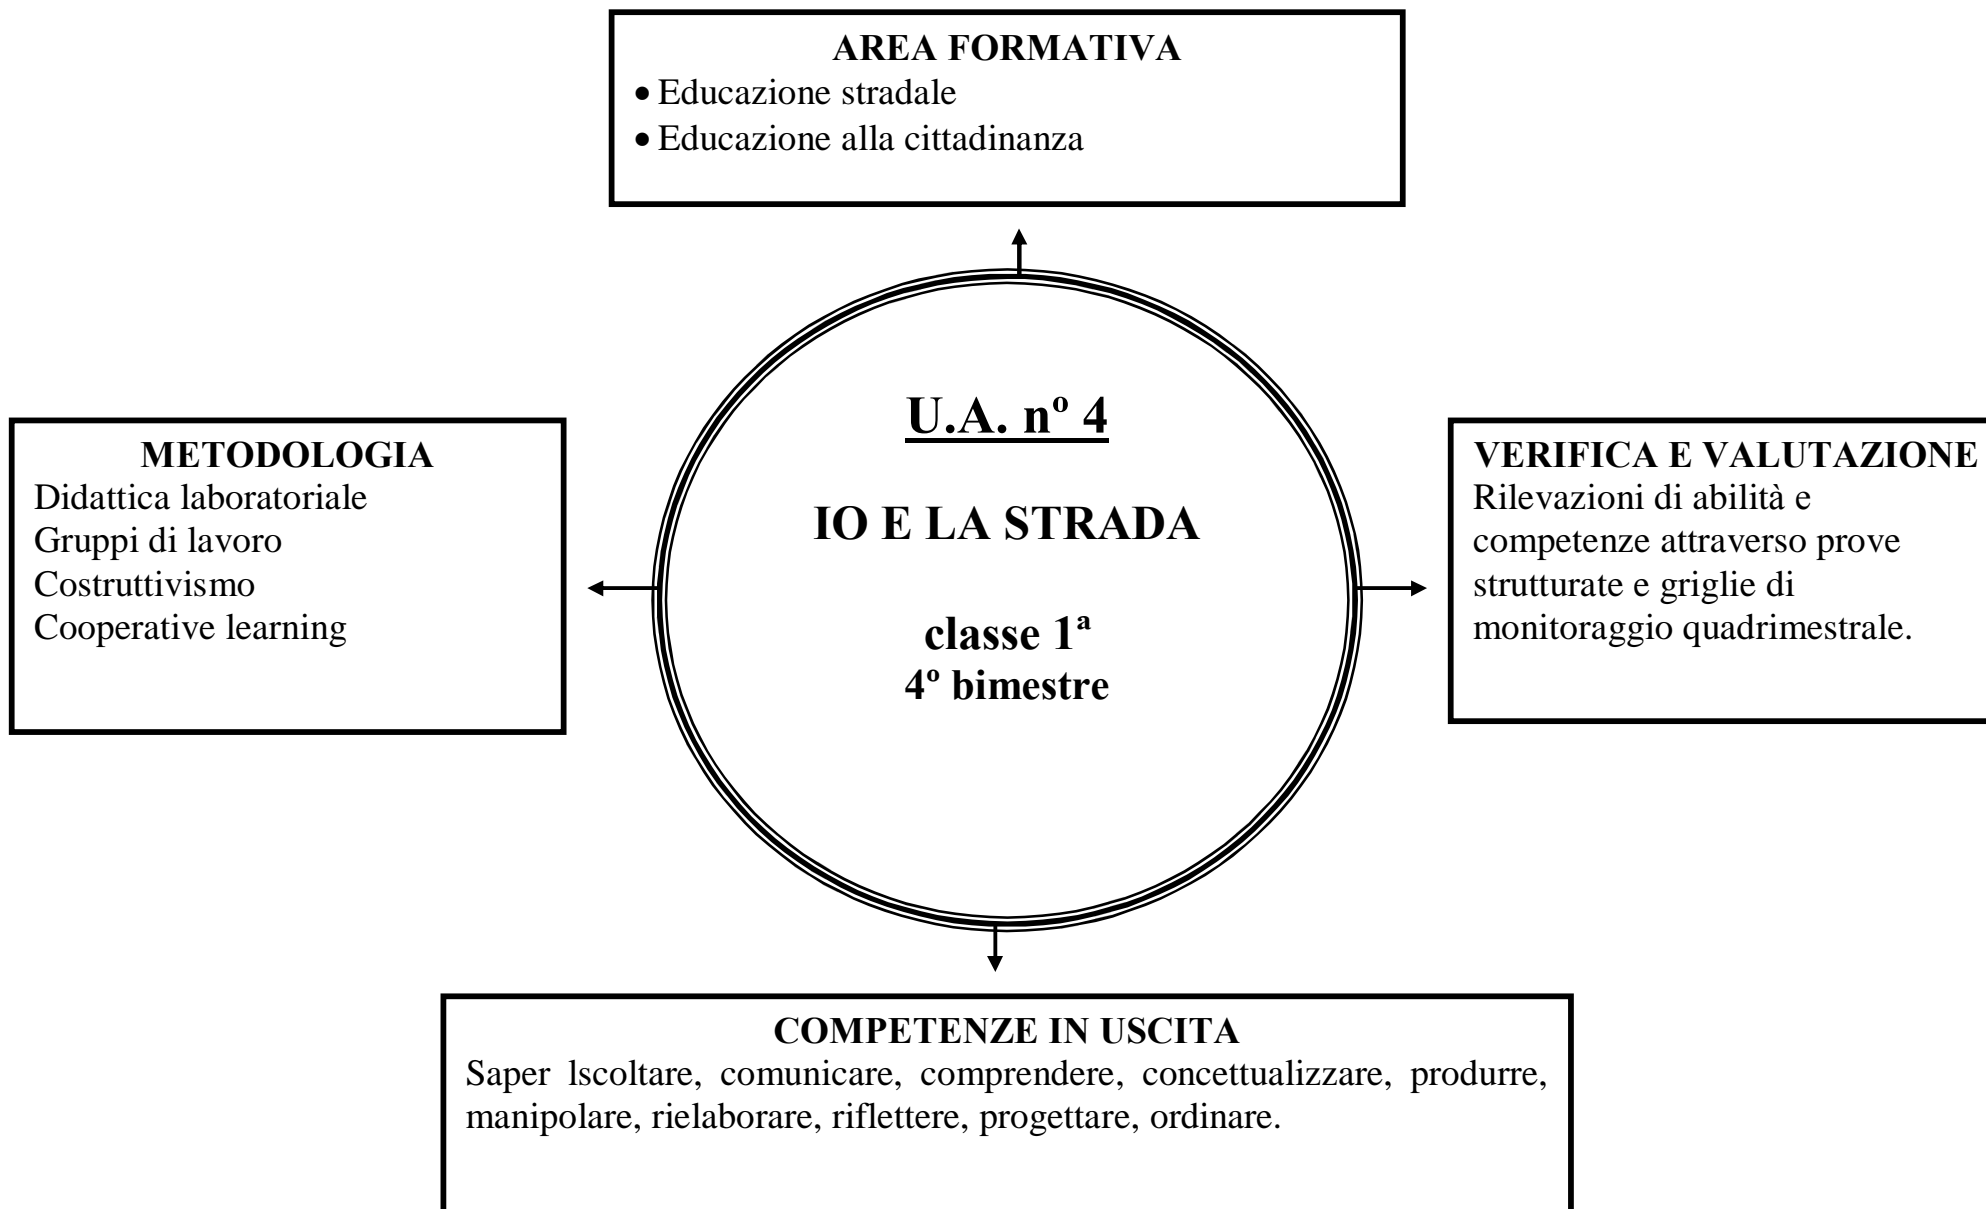 AREA FORMATIVA
• Educazione stradale
• Educazione alla cittadinanza
U.A. nº 4
IO E LA STRADA
classe 1ª
4º bimestre
METODOLOGIA
Didattica laboratoriale
Gruppi di lavoro
Costruttivismo
Cooperative learning
VERIFICA E VALUTAZIONE
Rilevazioni di abilità e
competenze attraverso prove
strutturate e griglie di
monitoraggio quadrimestrale.
COMPETENZE IN USCITA
Saper lscoltare, comunicare, comprendere, concettualizzare, produrre,
manipolare, rielaborare, riflettere, progettare, ordinare.